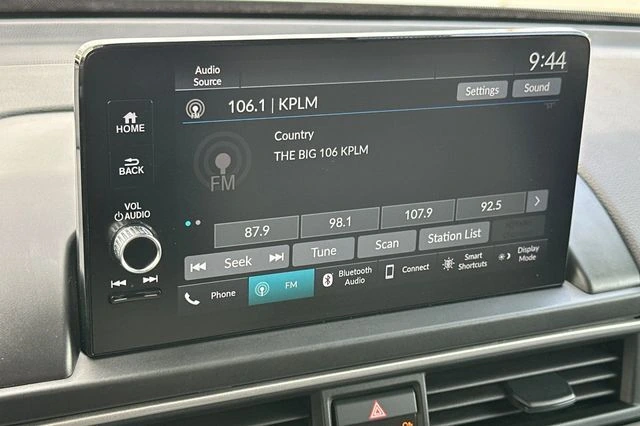 Audio
Source
9:44
106.1 | KPLM
Settings
Sound
HOME
BACK
VOL
AUDIO
Country
THE BIG 106 KPLM
FM
87.9
98.1
107.9
92.5
Seek
Tune
Scan
Station List
Phone
FM
Bluetooth
Audio
Connect
Smart
Shortcuts
Display
Mode